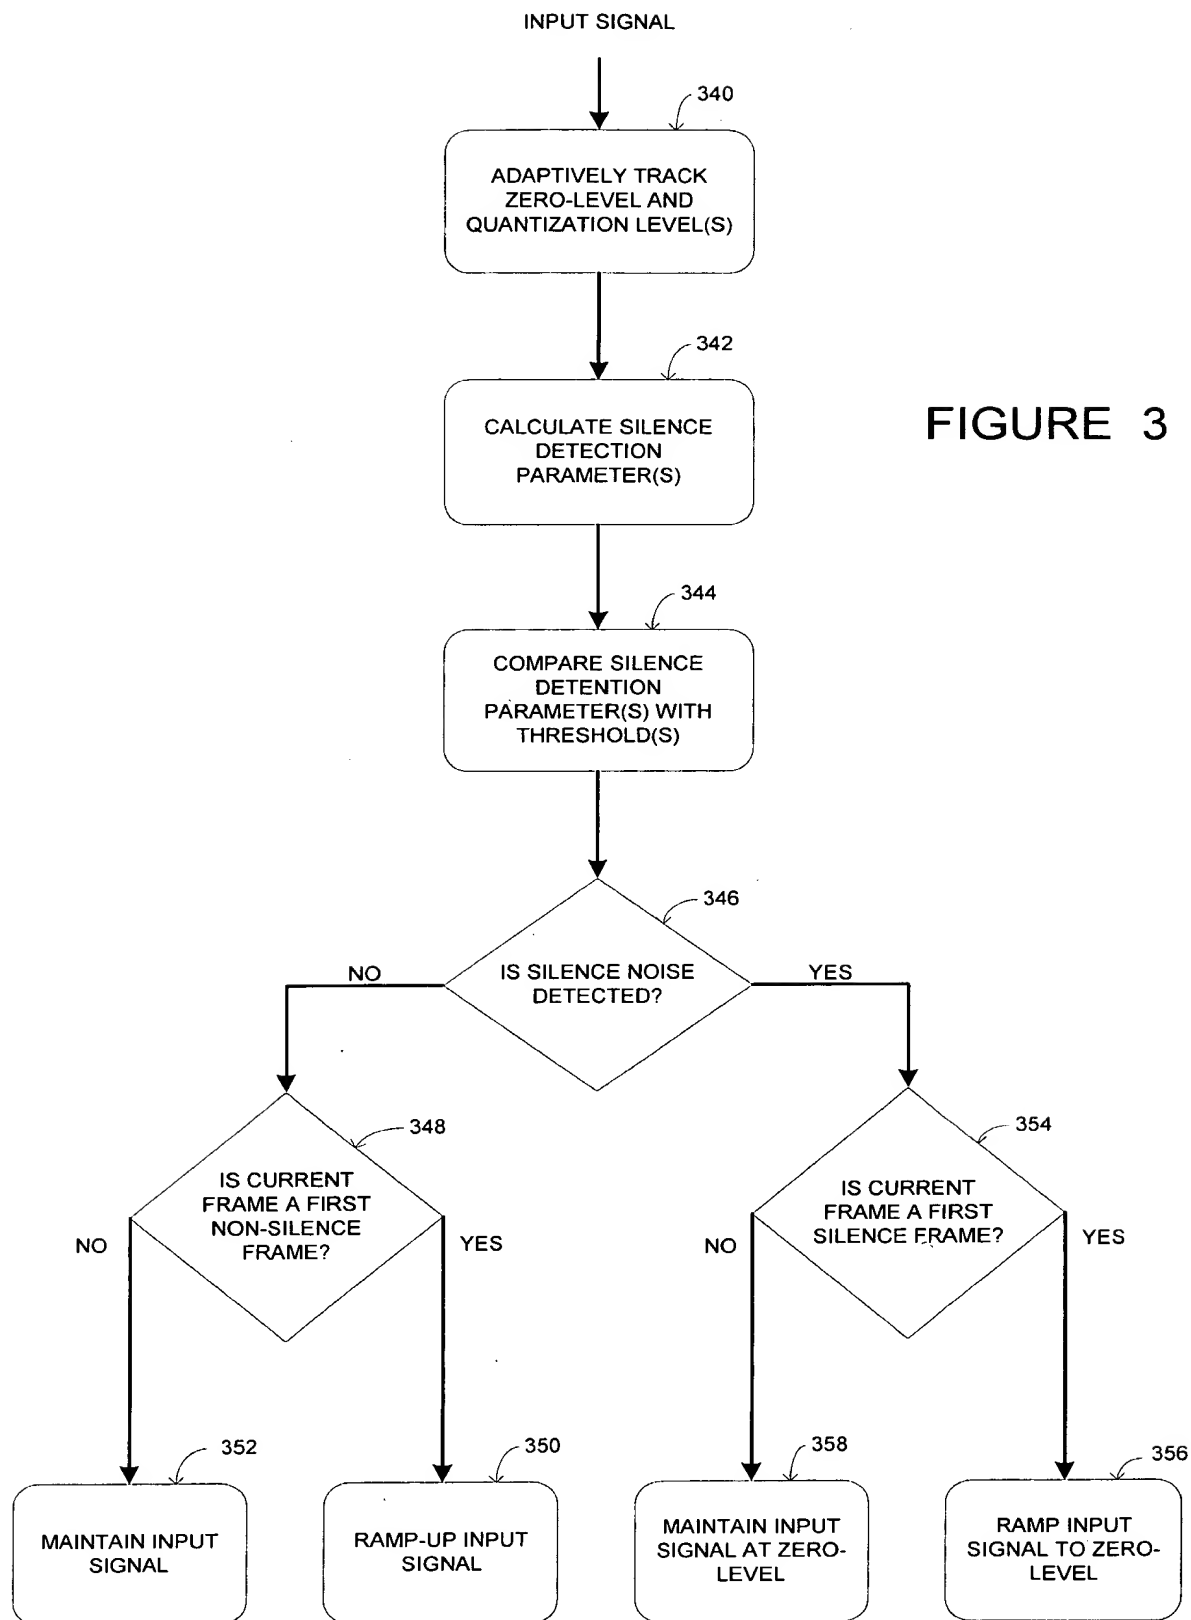 INPUT SIGNAL
340
ADAPTIVELY TRACK
ZERO-LEVEL AND
QUANTIZATION LEVEL(S)
342
CALCULATE SILENCE
DETECTION
PARAMETER(S)
FIGURE 3
344
COMPARE SILENCE
DETENTION
PARAMETER(S) WITH
THRESHOLD(S)
346
IS SILENCE NOISE
DETECTED?
NO
YES
348
IS CURRENT
FRAME A FIRST
NON-SILENCE
FRAME?
NO
YES
354
IS CURRENT
FRAME A FIRST
SILENCE FRAME?
NO
YES
352
MAINTAIN INPUT
SIGNAL
350
RAMP-UP INPUT
SIGNAL
358
MAINTAIN INPUT
SIGNAL AT ZERO-
LEVEL
356
RAMP INPUT
SIGNAL TO ZERO-
LEVEL